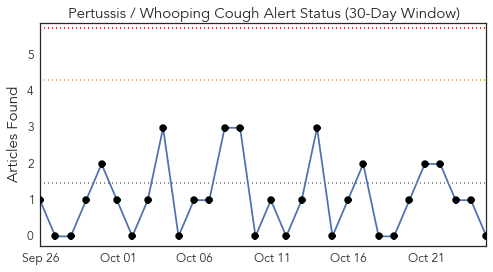 Pertussis / Whooping Cough Alert Status (30-Day Window)
Articles Found
5
4
3
2
1
0
Sep 26 Oct 01 Oct 06 Oct 11 Oct 16 Oct 21